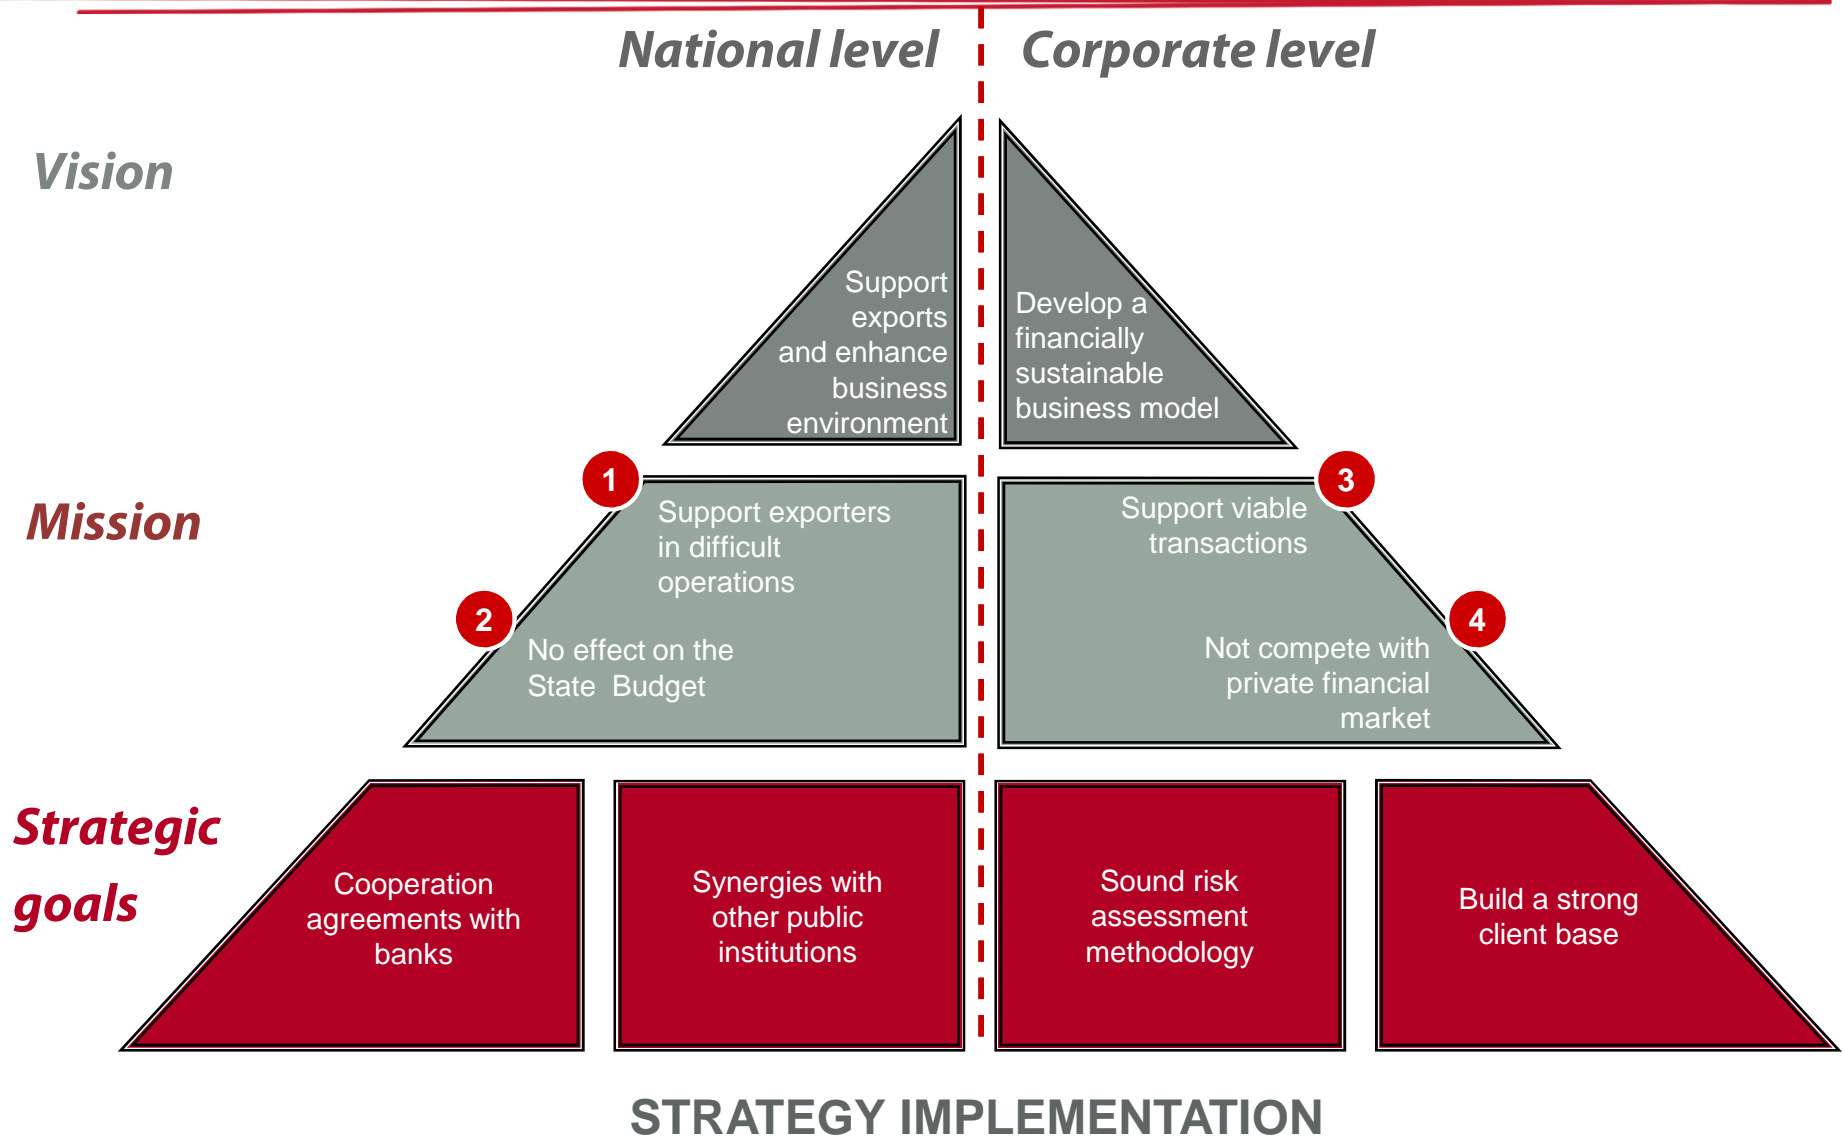 National level
Corporate level
Vision
Support
exports
and enhance
business
environment
Develop a
financially
sustainable
business model
Mission
1
Support exporters
in difficult
operations
2
No effect on the
State Budget
3
Support viable
transactions
4
Not compete with
private financial
market
Strategic
goals
Cooperation
agreements with
banks
Synergies with
other public
institutions
Sound risk
assessment
methodology
Build a strong
client base
STRATEGY IMPLEMENTATION